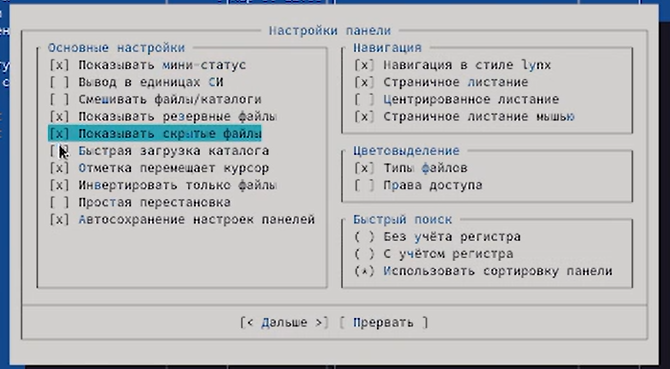 Настройки панели
Основные настройки
[x] Показывать мини-статус
[ ] Вывод в единицах СИ
[ ] Смешивать файлы/каталоги
[x] Показывать резервные файлы
[x] Показывать скрытые файлы
[ ] Быстрая загрузка каталога
[x] Отметка перемещает курсор
[x] Инвертировать только файлы
[ ] Простая перестановка
[x] Автосохранение настроек панелей
Навигация
[x] Навигация в стиле lynx
[x] Страничное листание
[ ] Центрированное листание
[x] Страничное листание мышью
Цветовыделение
[x] Типы файлов
[ ] Права доступа
Быстрый поиск
( ) Без учёта регистра
( ) С учётом регистра
(*) Использовать сортировку панели
[< Дальше >] [ Прервать ]